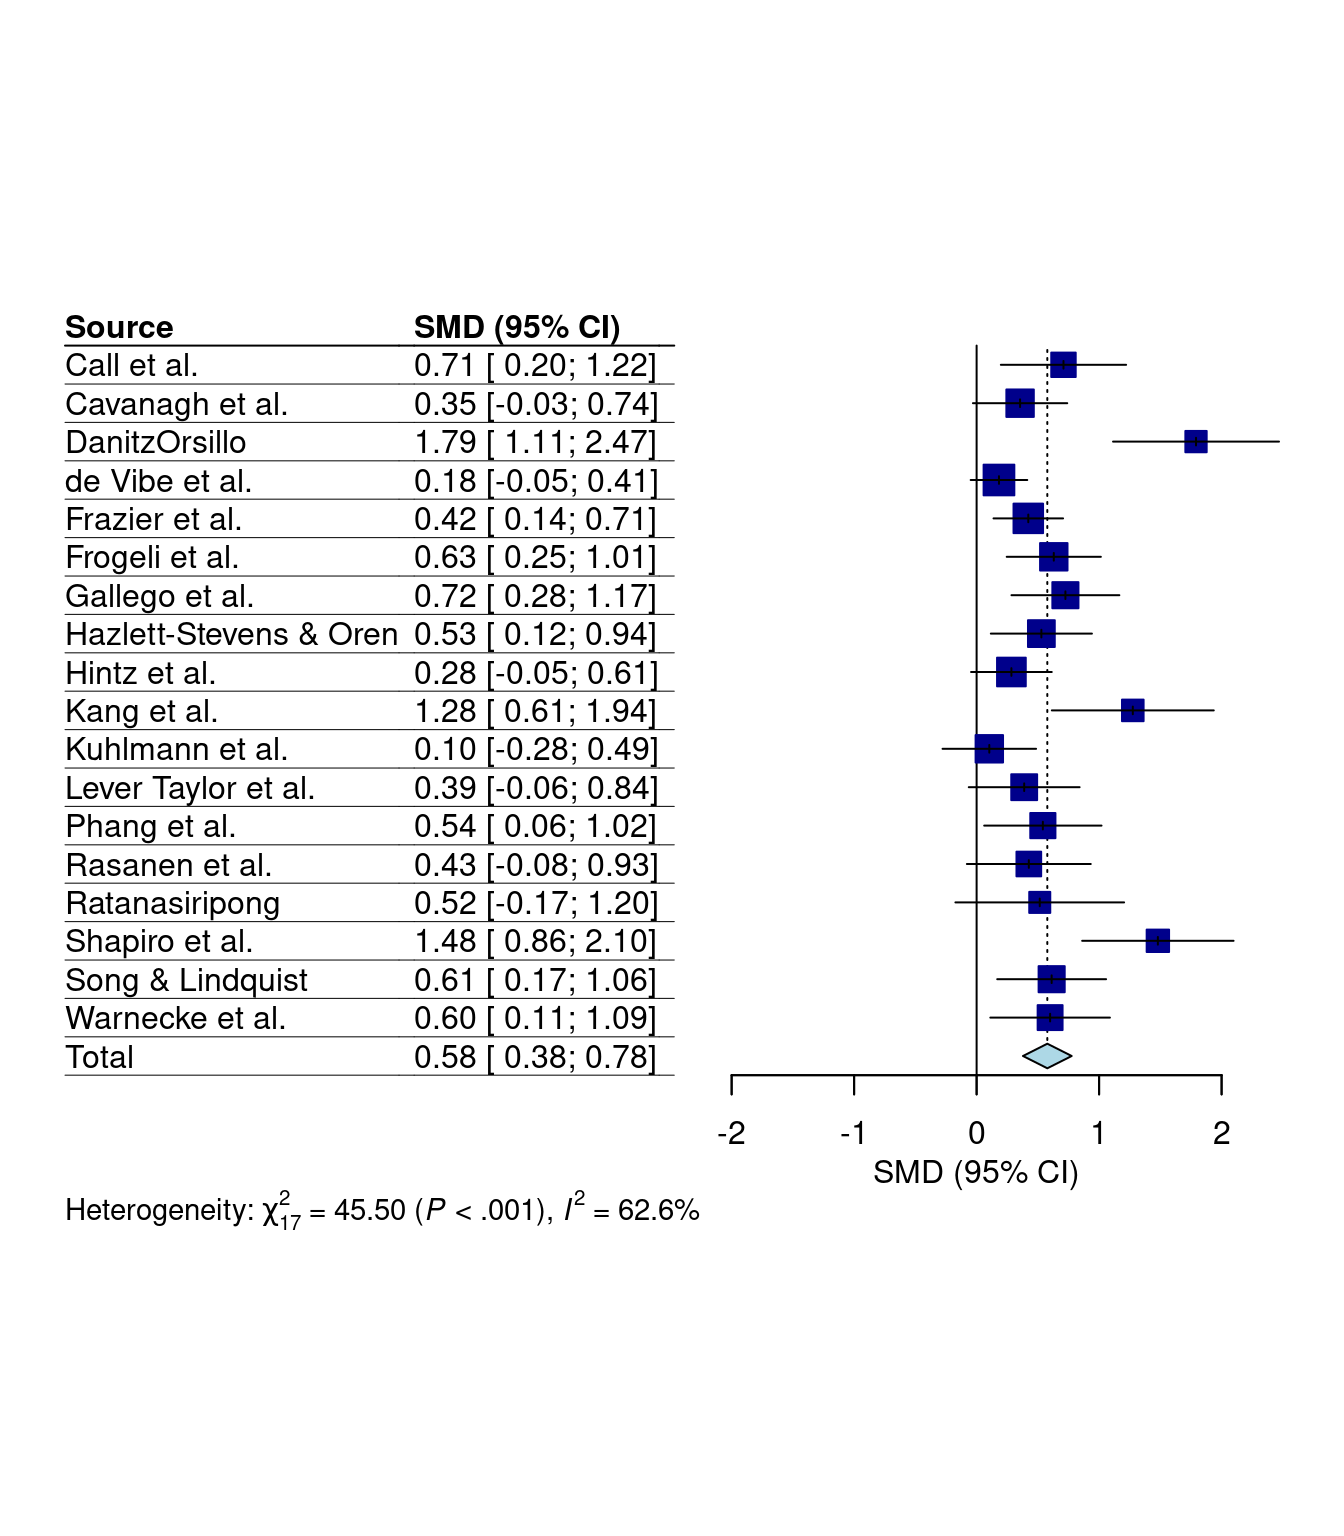 Source SMD (95% CI)
Call et al. 0.71 [ 0.20; 1.22]
Cavanagh et al. 0.35 [-0.03; 0.74]
DanitzOrsillo 1.79 [ 1.11; 2.47]
de Vibe et al. 0.18 [-0.05; 0.41]
Frazier et al. 0.42 [ 0.14; 0.71]
Frogeli et al. 0.63 [ 0.25; 1.01]
Gallego et al. 0.72 [ 0.28; 1.17]
Hazlett-Stevens & Oren 0.53 [ 0.12; 0.94]
Hintz et al. 0.28 [-0.05; 0.61]
Kang et al. 1.28 [ 0.61; 1.94]
Kuhlmann et al. 0.10 [-0.28; 0.49]
Lever Taylor et al. 0.39 [-0.06; 0.84]
Phang et al. 0.54 [ 0.06; 1.02]
Rasanen et al. 0.43 [-0.08; 0.93]
Ratanasiripong 0.52 [-0.17; 1.20]
Shapiro et al. 1.48 [ 0.86; 2.10]
Song & Lindquist 0.61 [ 0.17; 1.06]
Warnecke et al. 0.60 [ 0.11; 1.09]
Total 0.58 [ 0.38; 0.78]
-2 -1 0 1 2
SMD (95% CI)
Heterogeneity: χ²₁₇ = 45.50 (P < .001), I² = 62.6%